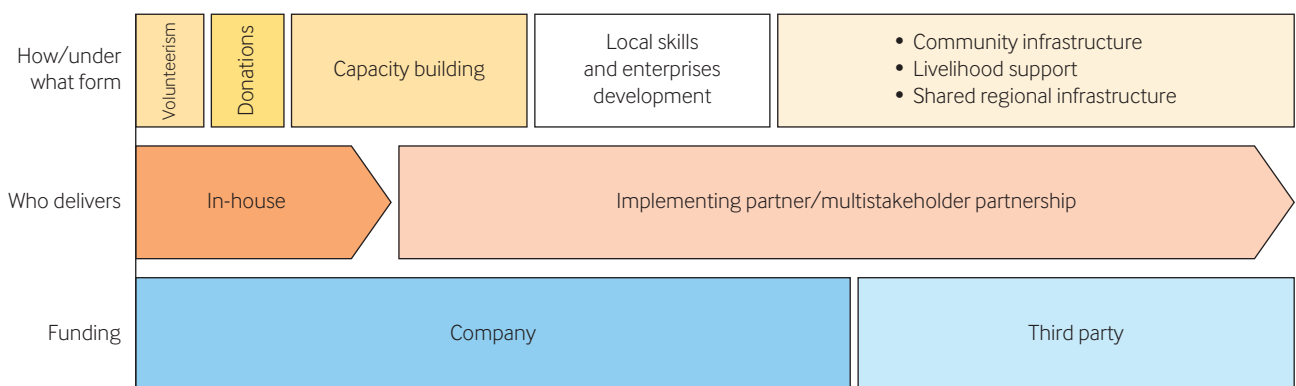 How/under
what form
Volunteerism
Donations
Capacity building
Local skills
and enterprises
development
• Community infrastructure
• Livelihood support
• Shared regional infrastructure
Who delivers
In-house
Implementing partner/multistakeholder partnership
Funding
Company
Third party